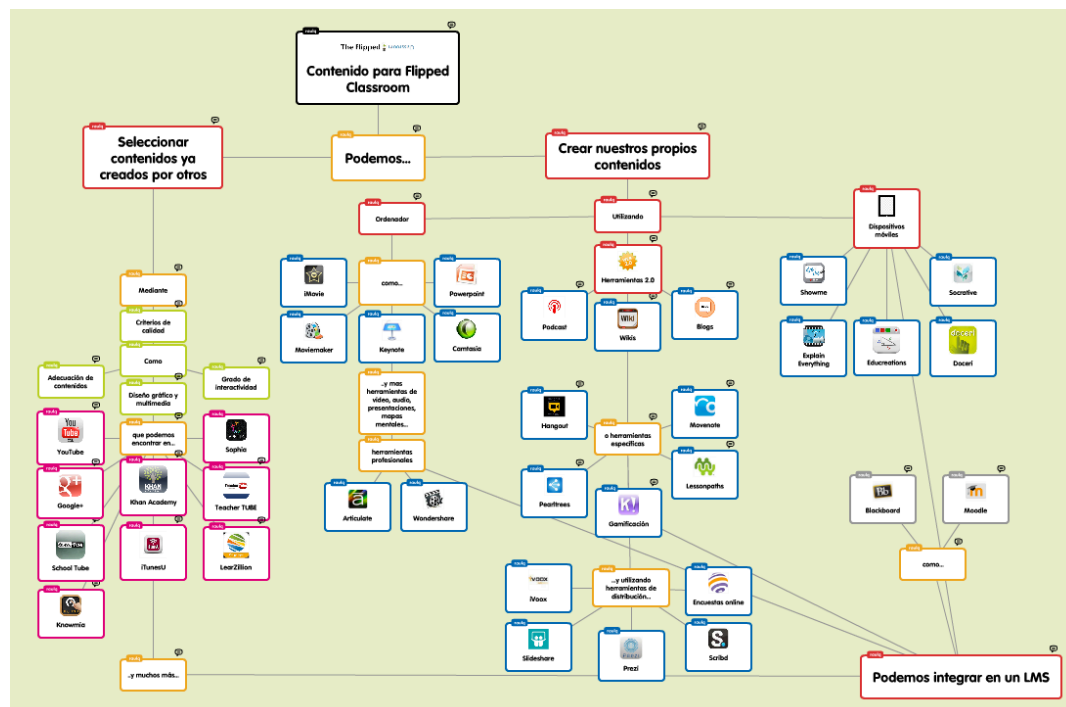 The Flipped
Contenido para Flipped
Classroom
Seleccionar
contenidos ya
creados por otros
Podemos...
Crear nuestros propios
contenidos
Ordenador
Utilizando
Dispositivos
móviles
Mediante
Criterios de
calidad
Como
Adecuación de
contenidos
Grado de
interactividad
Diseño gráfico y
multimedia
que podemos
encontrar en...
YouTube
Sophia
Google+
Khan Academy
Teacher TUBE
School Tube
iTunesU
LearZillion
Knowmia
..y muchos más...
iMovie
como...
Powerpoint
Moviemaker
Keynote
Camtasia
..y mas
herramientas de
video, audio,
presentaciones,
mapas
mentales...
herramientas
profesionales
Articulate
Wondershare
Herramientas 2.0
Podcast
Wikis
Blogs
Hangout
Movenote
o herramientas
específicas
Pearltrees
Lessonpaths
Gamificación
...y utilizando
herramientas de
distribución...
iVoox
Encuestas online
Slideshare
Prezi
Scribd
Showme
Socrative
Explain
Everything
Educreations
Doceri
Blackboard
Moodle
como...
Podemos integrar en un LMS